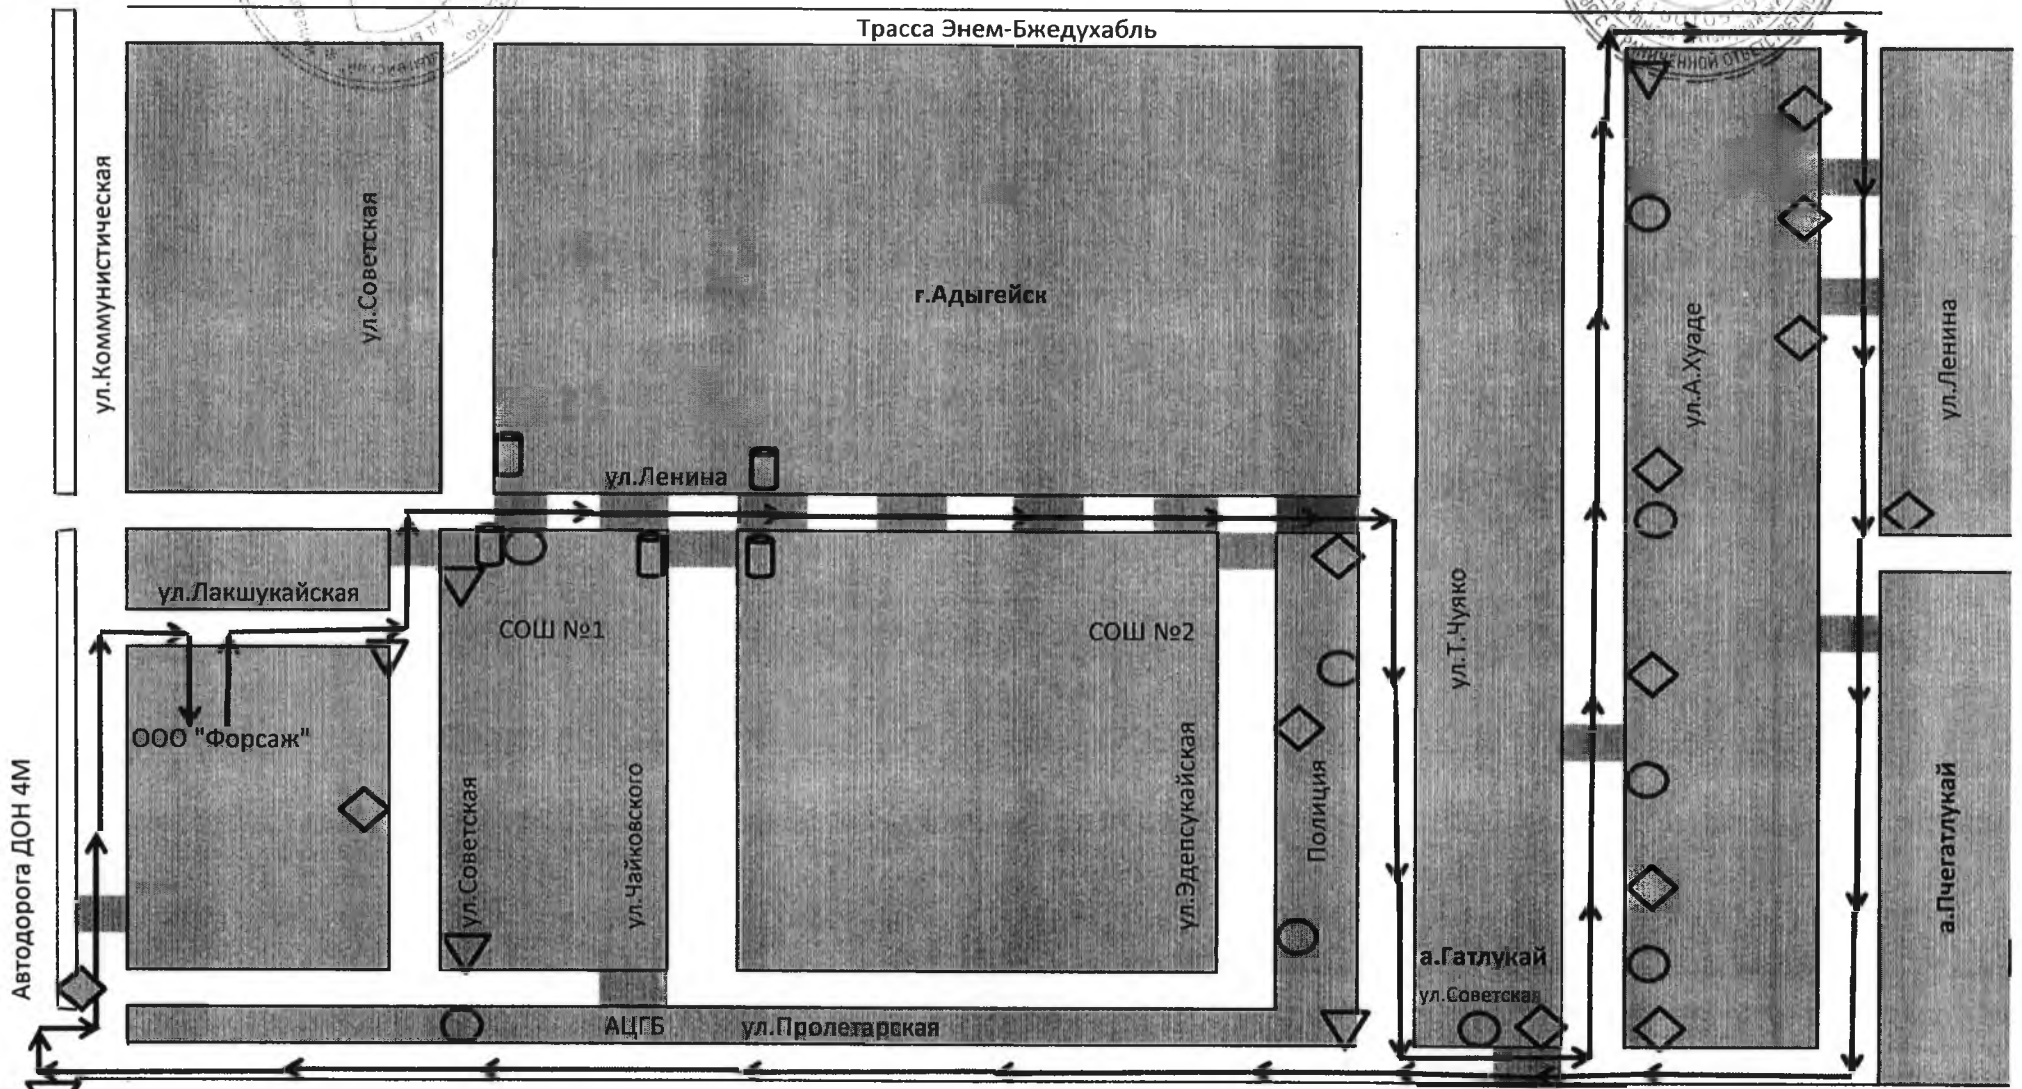 Трасса Энем-Бжедухабль
ул.Коммунистическая
ул.Советская
г.Адыгейск
ул.А.Хуаде
ул.Ленина
ул.Ленина
ул.Лакшукайская
СОШ №1
СОШ №2
ул.Т.Чуяко
ООО "Форсаж"
Автодорога ДОН 4М
ул.Советская
ул.Чайковского
ул.Эдепсукайская
Полиция
а.Пчегатлукай
а.Гатлукай
ул.Советская
АЦГБ
ул.Пролетарская